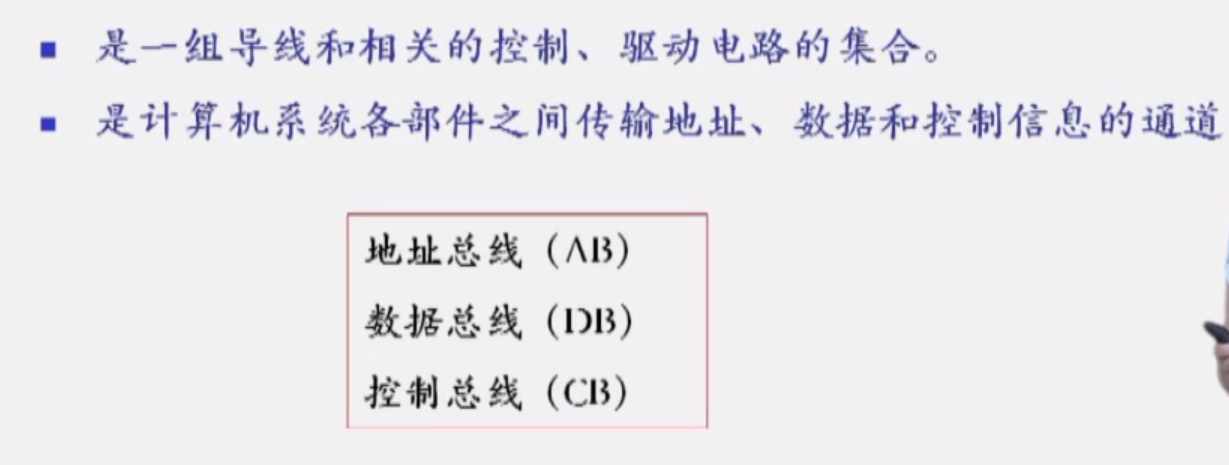 是一组导线和相关的控制、驱动电路的集合。
是计算机系统各部件之间传输地址、数据和控制信息的通道
地址总线（AB）
数据总线（DB）
控制总线（CB）